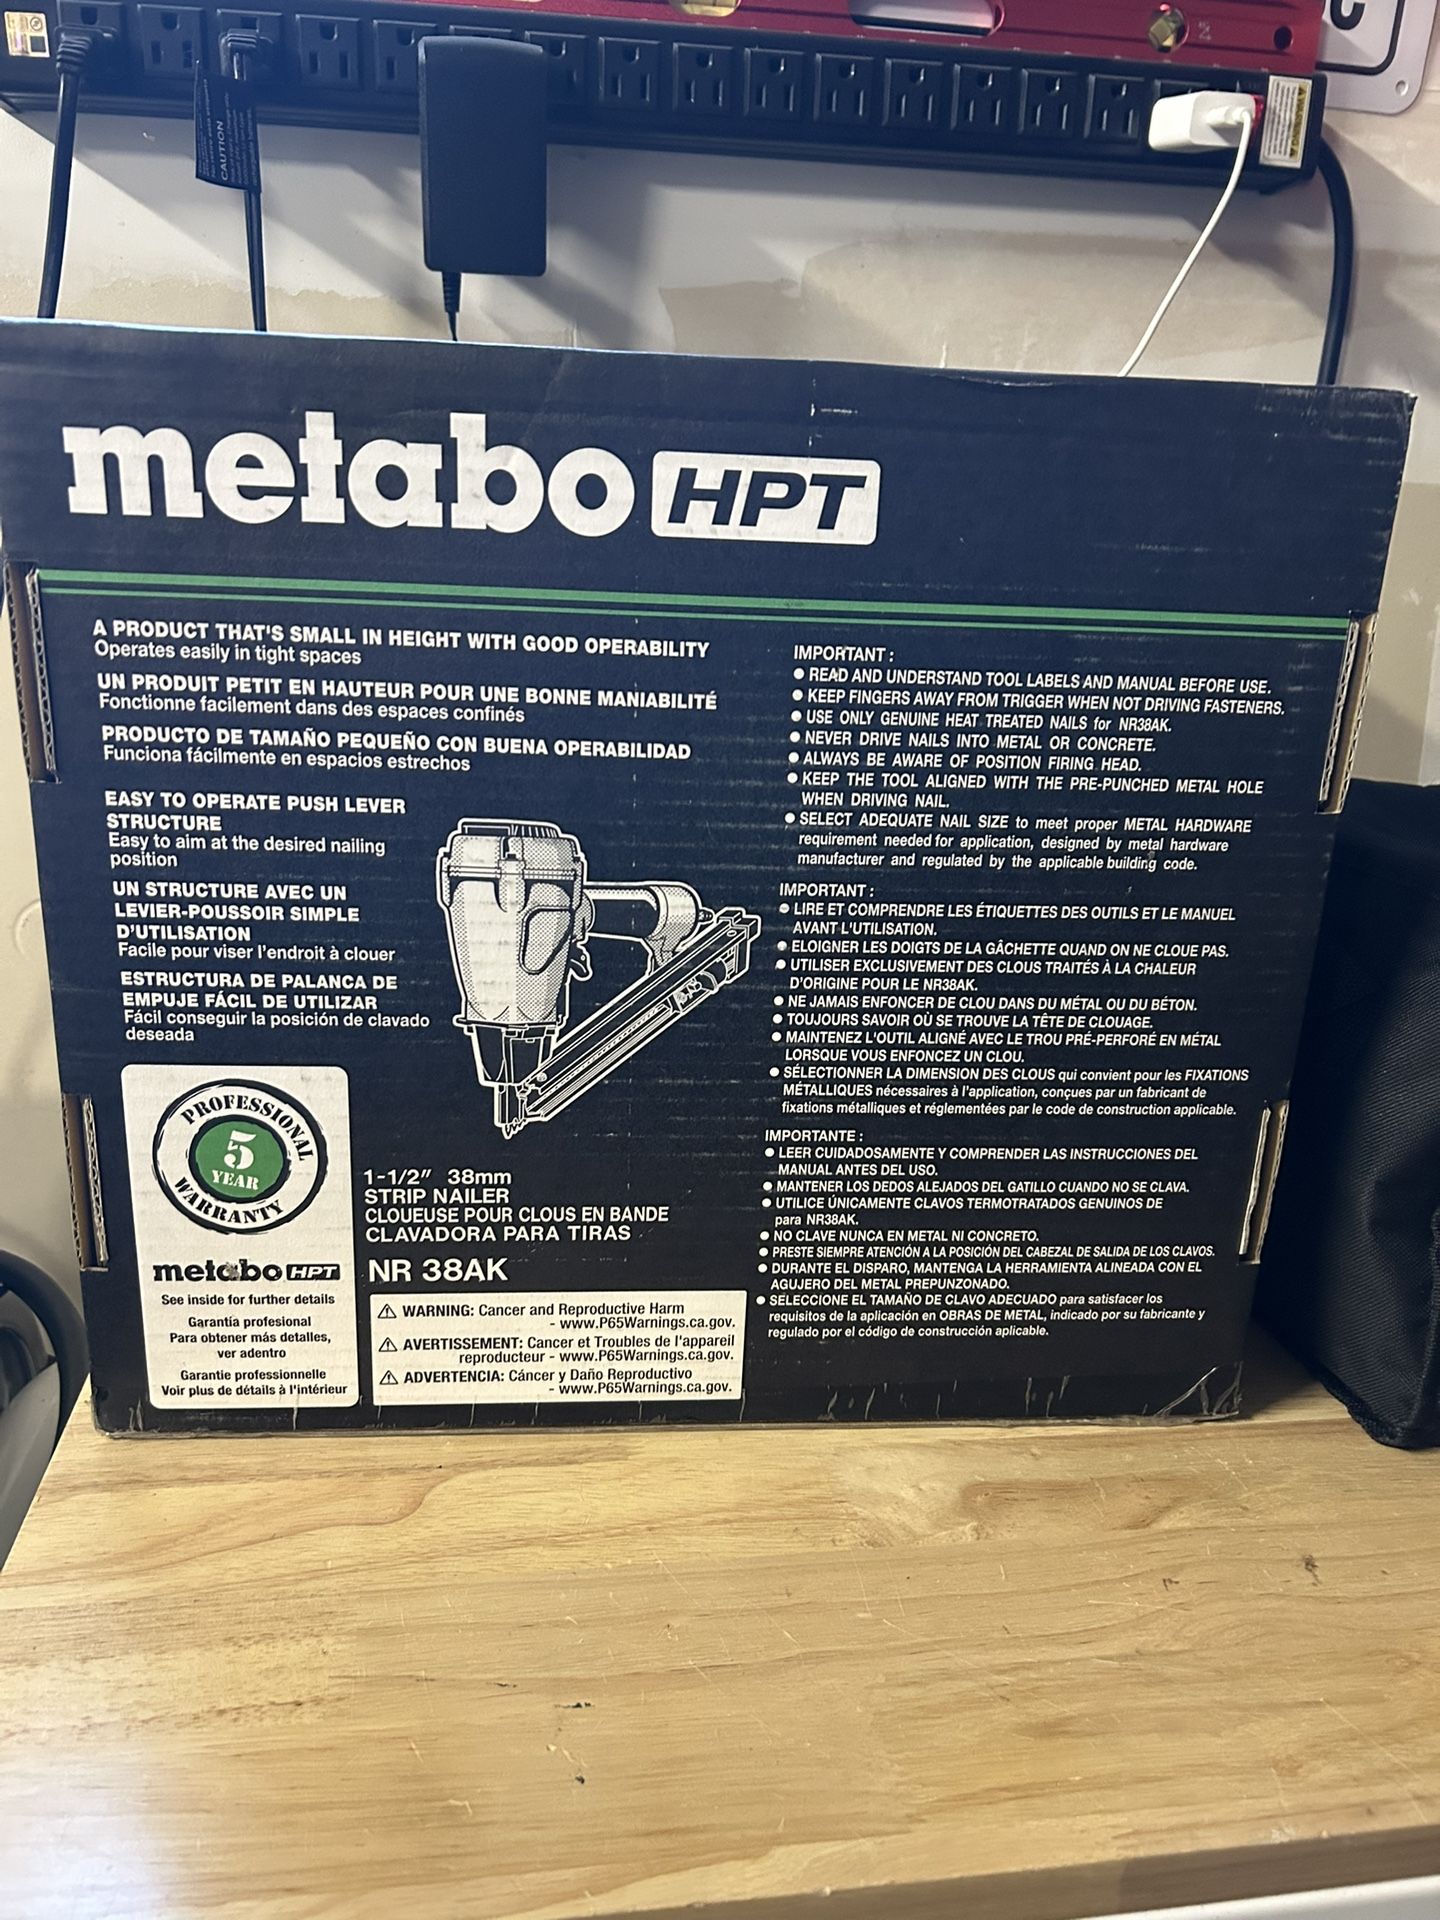 CAUTION
metabo HPT
A PRODUCT THAT'S SMALL IN HEIGHT WITH GOOD OPERABILITY
Operates easily in tight spaces
UN PRODUIT PETIT EN HAUTEUR POUR UNE BONNE MANIABILITÉ
Fonctionne facilement dans des espaces confinés
PRODUCTO DE TAMAÑO PEQUEÑO CON BUENA OPERABILIDAD
Funciona fácilmente en espacios estrechos
EASY TO OPERATE PUSH LEVER
STRUCTURE
Easy to aim at the desired nailing
position
UN STRUCTURE AVEC UN
LEVIER-POUSSOIR SIMPLE
D'UTILISATION
Facile pour viser l'endroit à clouer
ESTRUCTURA DE PALANCA DE
EMPUJE FÁCIL DE UTILIZAR
Fácil conseguir la posición de clavado
deseada
PROFESSIONAL
5
YEAR
WARRANTY
metabo HPT
See inside for further details
Garantía profesional
Para obtener más detalles,
ver adentro
Garantie professionnelle
Voir plus de détails à l'intérieur
1-1/2" 38mm
STRIP NAILER
CLOUEUSE POUR CLOUS EN BANDE
CLAVADORA PARA TIRAS
NR 38AK
⚠ WARNING: Cancer and Reproductive Harm
- www.P65Warnings.ca.gov.
⚠ AVERTISSEMENT: Cancer et Troubles de l'appareil
reproducteur - www.P65Warnings.ca.gov.
⚠ ADVERTENCIA: Cáncer y Daño Reproductivo
- www.P65Warnings.ca.gov.
IMPORTANT :
● READ AND UNDERSTAND TOOL LABELS AND MANUAL BEFORE USE.
● KEEP FINGERS AWAY FROM TRIGGER WHEN NOT DRIVING FASTENERS.
● USE ONLY GENUINE HEAT TREATED NAILS for NR38AK.
● NEVER DRIVE NAILS INTO METAL OR CONCRETE.
● ALWAYS BE AWARE OF POSITION FIRING HEAD.
● KEEP THE TOOL ALIGNED WITH THE PRE-PUNCHED METAL HOLE
WHEN DRIVING NAIL.
● SELECT ADEQUATE NAIL SIZE to meet proper METAL HARDWARE
requirement needed for application, designed by metal hardware
manufacturer and regulated by the applicable building code.
IMPORTANT :
● LIRE ET COMPRENDRE LES ÉTIQUETTES DES OUTILS ET LE MANUEL
AVANT L'UTILISATION.
● ELOIGNER LES DOIGTS DE LA GÂCHETTE QUAND ON NE CLOUE PAS.
● UTILISER EXCLUSIVEMENT DES CLOUS TRAITÉS À LA CHALEUR
D'ORIGINE POUR LE NR38AK.
● NE JAMAIS ENFONCER DE CLOU DANS DU MÉTAL OU DU BÉTON.
● TOUJOURS SAVOIR OÙ SE TROUVE LA TÊTE DE CLOUAGE.
● MAINTENEZ L'OUTIL ALIGNÉ AVEC LE TROU PRÉ-PERFORÉ EN MÉTAL
LORSQUE VOUS ENFONCEZ UN CLOU.
● SÉLECTIONNER LA DIMENSION DES CLOUS qui convient pour les FIXATIONS
MÉTALLIQUES nécessaires à l'application, conçues par un fabricant de
fixations métalliques et réglementées par le code de construction applicable.
IMPORTANTE :
● LEER CUIDADOSAMENTE Y COMPRENDER LAS INSTRUCCIONES DEL
MANUAL ANTES DEL USO.
● MANTENER LOS DEDOS ALEJADOS DEL GATILLO CUANDO NO SE CLAVA.
● UTILICE ÚNICAMENTE CLAVOS TERMOTRATADOS GENUINOS DE
para NR38AK.
● NO CLAVE NUNCA EN METAL NI CONCRETO.
● PRESTE SIEMPRE ATENCIÓN A LA POSICIÓN DEL CABEZAL DE SALIDA DE LOS CLAVOS.
● DURANTE EL DISPARO, MANTENGA LA HERRAMIENTA ALINEADA CON EL
AGUJERO DEL METAL PREPUNZONADO.
● SELECCIONE EL TAMAÑO DE CLAVO ADECUADO para satisfacer los
requisitos de la aplicación en OBRAS DE METAL, indicado por su fabricante y
regulado por el código de construcción aplicable.